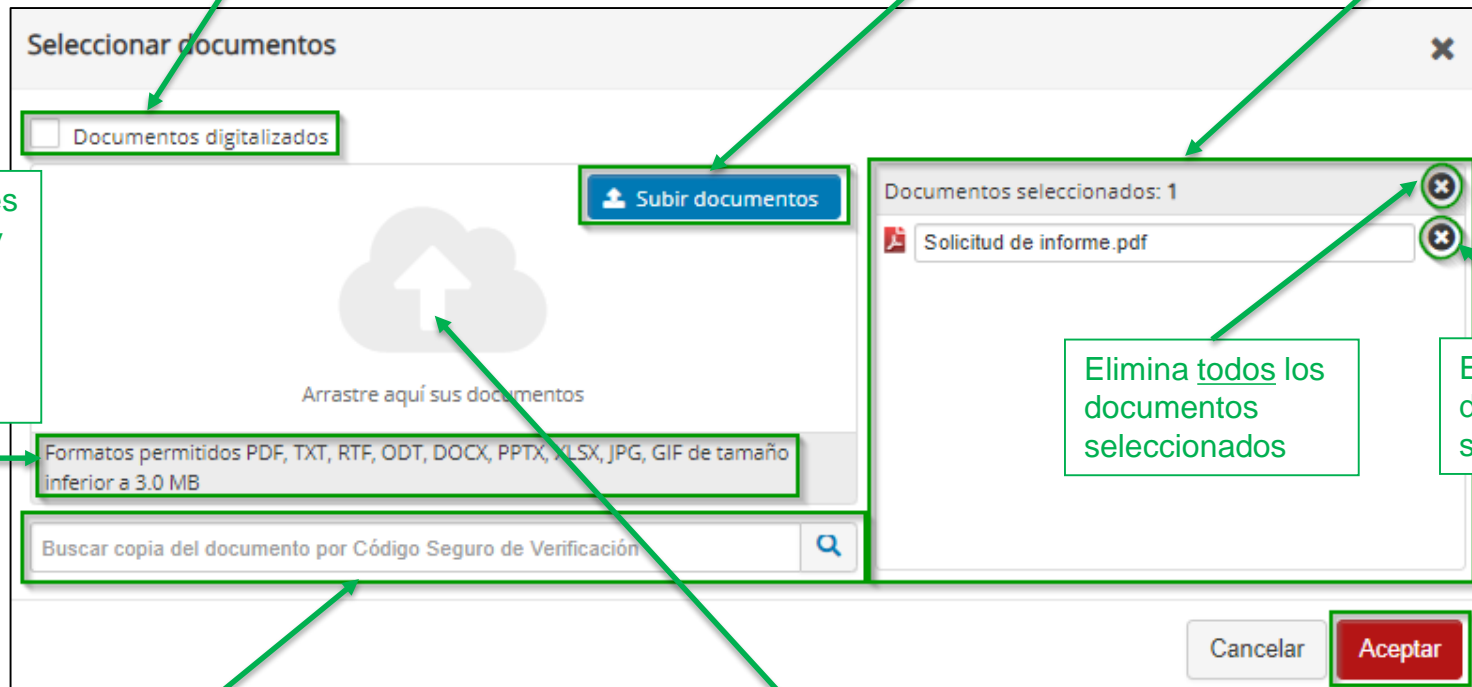 Seleccionar documentos
Documentos digitalizados
Subir documentos
Arrastre aquí sus documentos
Formatos permitidos PDF, TXT, RTF, ODT, DOCX, PPTX, XLSX, JPG, GIF de tamaño
inferior a 3.0 MB
Buscar copia del documento por Código Seguro de Verificación
Documentos seleccionados: 1
Solicitud de informe.pdf
Elimina todos los
documentos
seleccionados
Cancelar
Aceptar